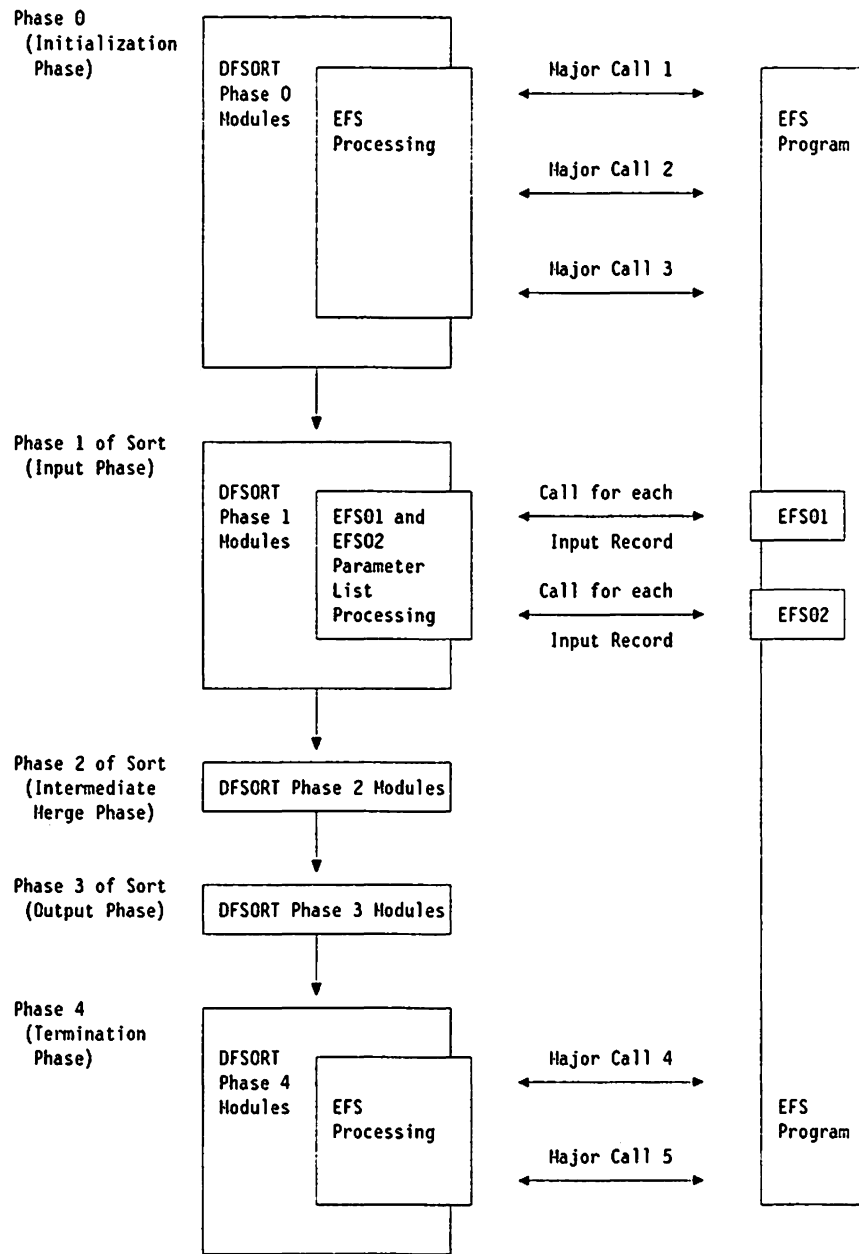 Phase 0
(Initialization
Phase)
DFSORT
Phase 0
Modules
EFS
Processing
Major Call 1
Major Call 2
Major Call 3
EFS
Program
Phase 1 of Sort
(Input Phase)
DFSORT
Phase 1
Modules
EFS01 and
EFS02
Parameter
List
Processing
Call for each
Input Record
Call for each
Input Record
EFS01
EFS02
Phase 2 of Sort
(Intermediate
Merge Phase)
DFSORT Phase 2 Modules
Phase 3 of Sort
(Output Phase)
DFSORT Phase 3 Modules
Phase 4
(Termination
Phase)
DFSORT
Phase 4
Modules
EFS
Processing
Major Call 4
Major Call 5
EFS
Program